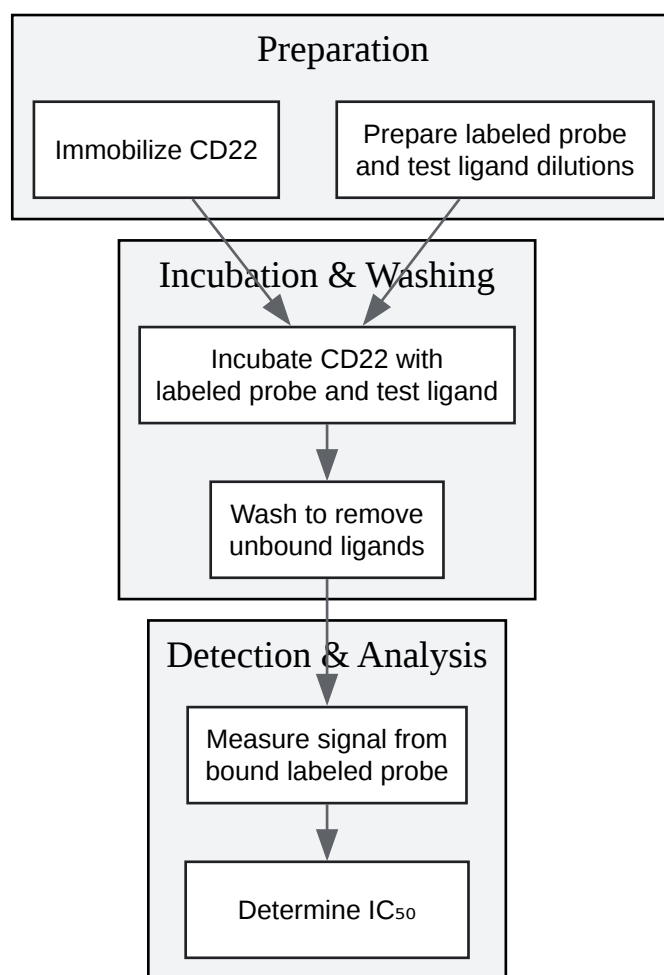 Preparation
Immobilize CD22
Prepare labeled probe
and test ligand dilutions
Incubation & Washing
Incubate CD22 with
labeled probe and test ligand
Wash to remove
unbound ligands
Detection & Analysis
Measure signal from
bound labeled probe
Determine IC₅₀